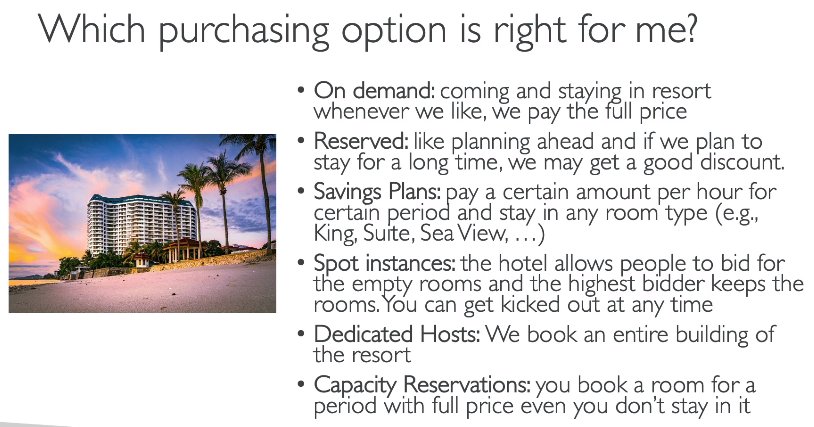 Which purchasing option is right for me?
• On demand: coming and staying in resort
whenever we like, we pay the full price
• Reserved: like planning ahead and if we plan to
stay for a long time, we may get a good discount.
• Savings Plans: pay a certain amount per hour for
certain period and stay in any room type (e.g.,
King, Suite, Sea View, …)
• Spot instances: the hotel allows people to bid for
the empty rooms and the highest bidder keeps the
rooms. You can get kicked out at any time
• Dedicated Hosts: We book an entire building of
the resort
• Capacity Reservations: you book a room for a
period with full price even you don't stay in it